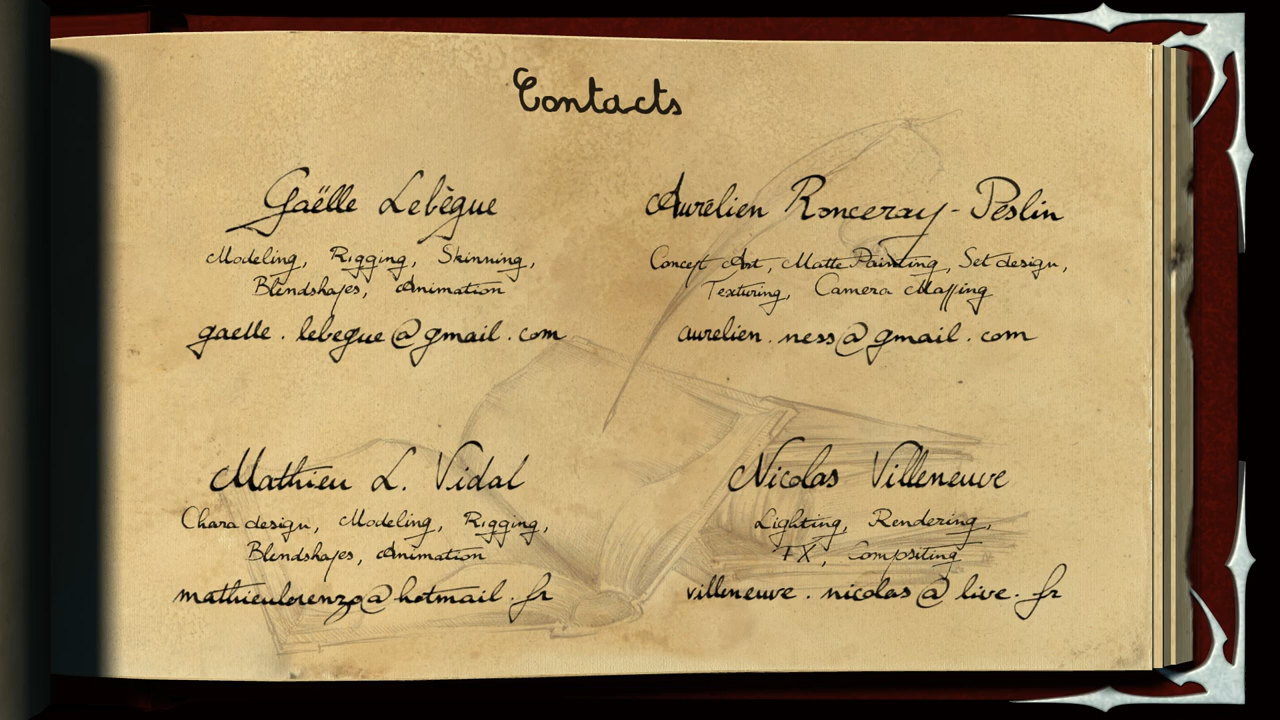 Contacts
Gaëlle Lebègue
Modeling, Rigging, Skinning,
Blendshapes, Animation
gaelle.lebegue@gmail.com
Aurélien Ronceray-Peslin
Concept Art, Matte Painting, Set design,
Texturing, Camera Mapping
aurelien.ness@gmail.com
Mathieu L. Vidal
Chara design, Modeling, Rigging,
Blendshapes, Animation
mathieulorenzo@hotmail.fr
Nicolas Villeneuve
Lighting, Rendering,
FX, Compositing
villeneuve.nicolas@live.fr